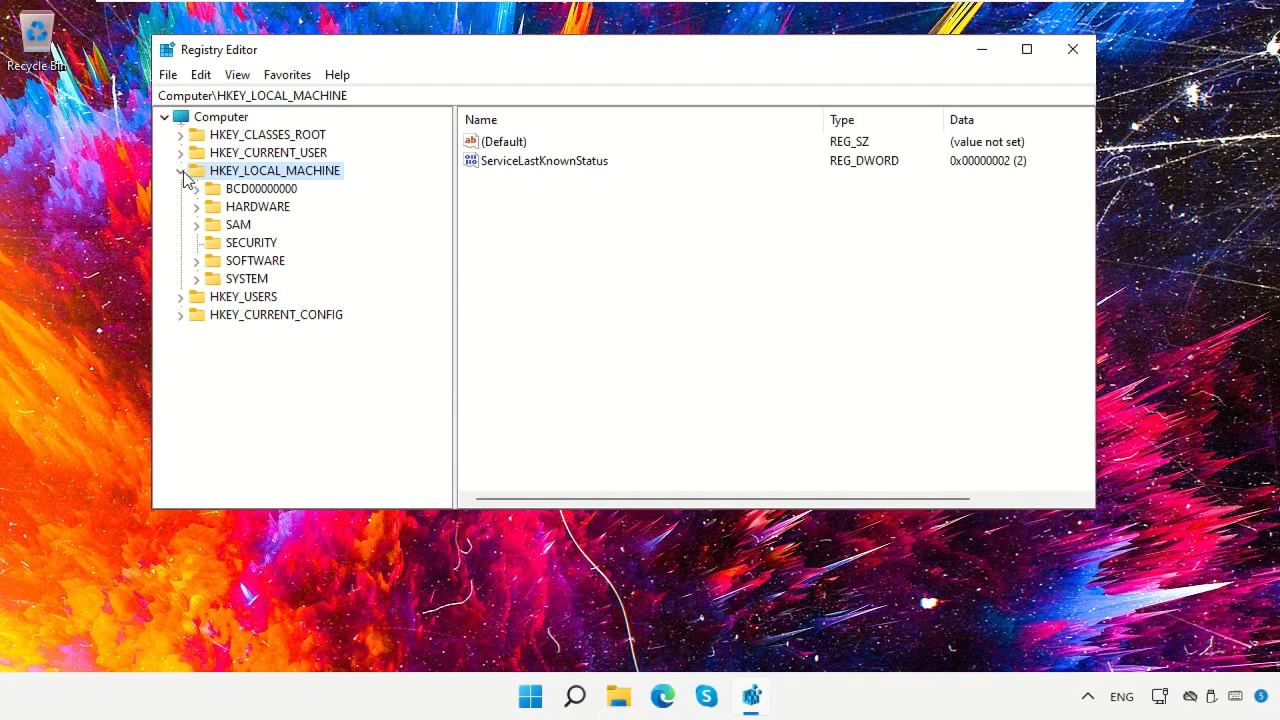 Recycle Bin
Registry Editor
File Edit View Favorites Help
Computer\HKEY_LOCAL_MACHINE
Computer
HKEY_CLASSES_ROOT
HKEY_CURRENT_USER
HKEY_LOCAL_MACHINE
BCD00000000
HARDWARE
SAM
SECURITY
SOFTWARE
SYSTEM
HKEY_USERS
HKEY_CURRENT_CONFIG
Name Type Data
(Default) REG_SZ (value not set)
ServiceLastKnownStatus REG_DWORD 0x00000002 (2)
ENG
5